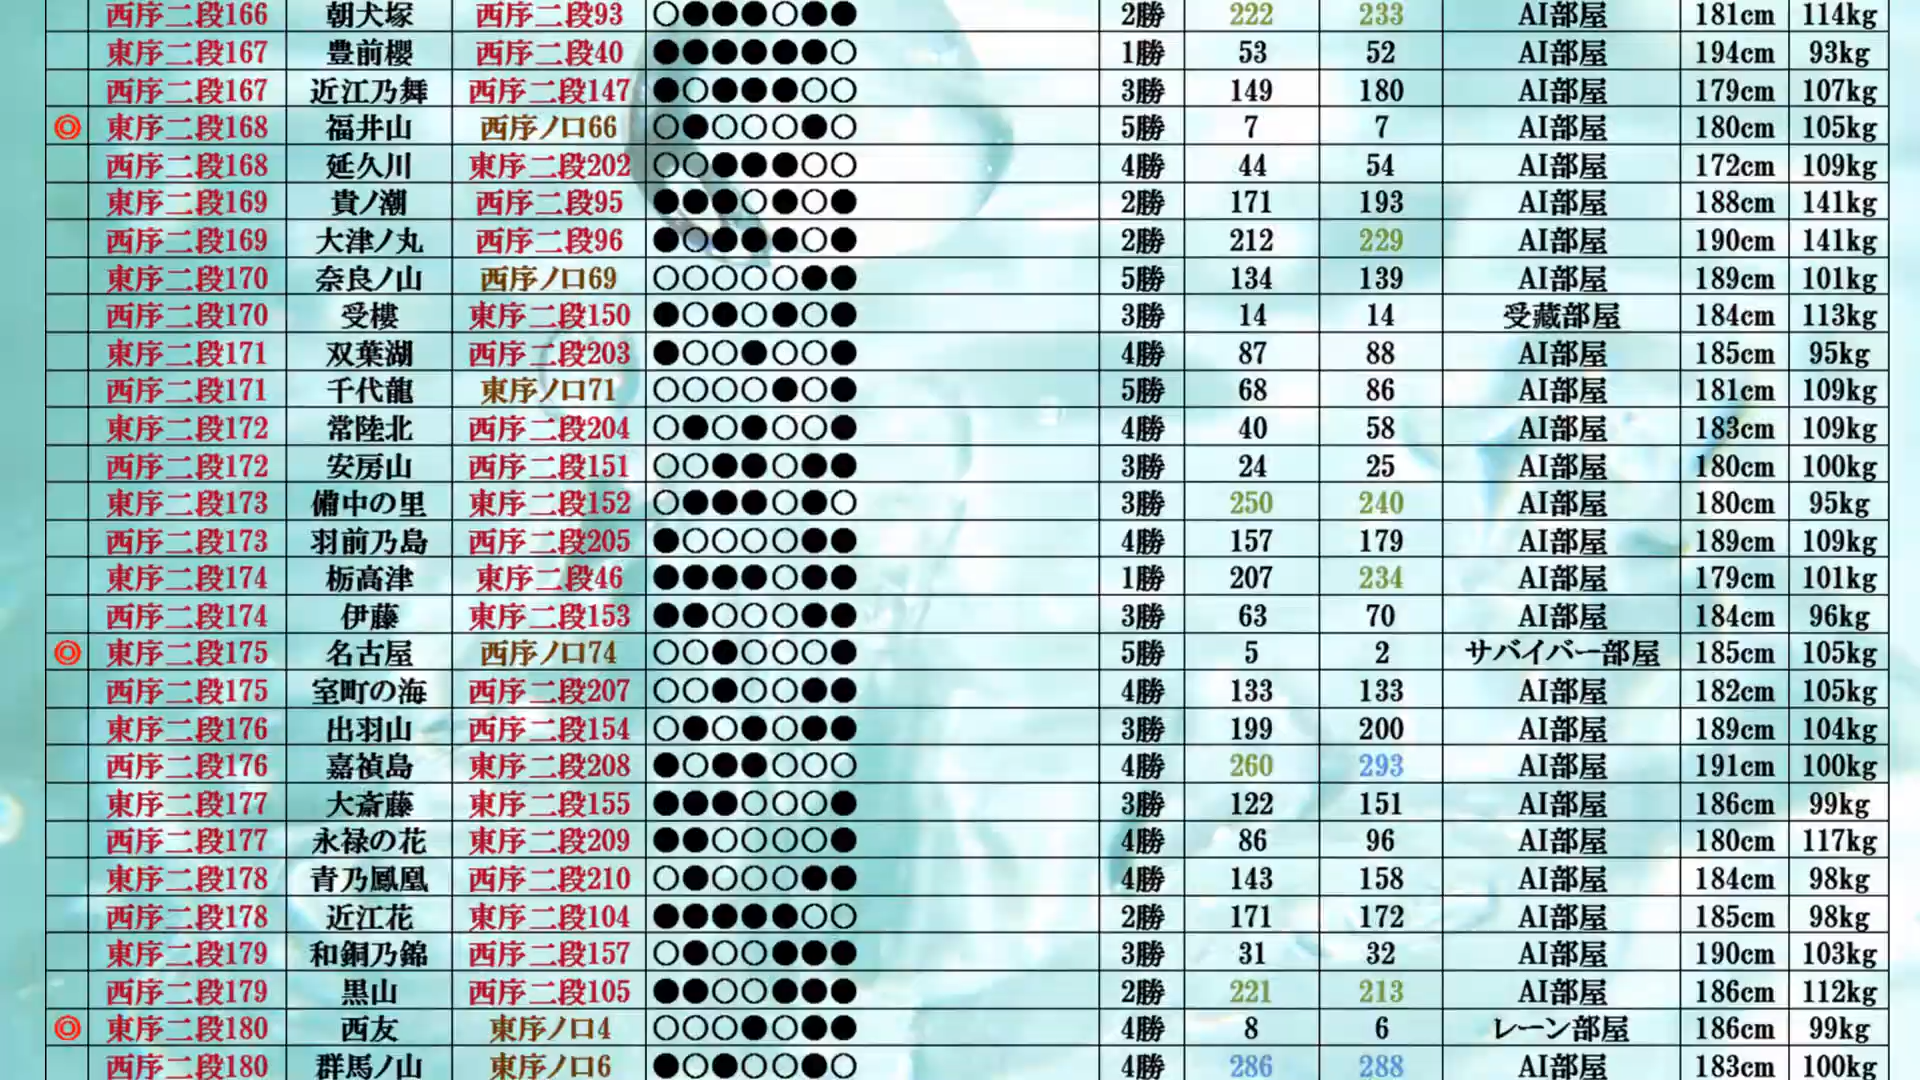 西序二段166 朝犬塚 西序二段93 ○●●●○●● 2勝 222 233 AI部屋 181cm 114kg
東序二段167 豊前櫻 西序二段40 ●●●●●●○ 1勝 53 52 AI部屋 194cm 93kg
西序二段167 近江乃舞 西序二段147 ●○●●●○○ 3勝 149 180 AI部屋 179cm 107kg
◎ 東序二段168 福井山 西序ノ口66 ○●○○○●○ 5勝 7 7 AI部屋 180cm 105kg
西序二段168 延久川 東序二段202 ○○●●●○○ 4勝 44 54 AI部屋 172cm 109kg
東序二段169 貴ノ潮 西序二段95 ●●●○●○● 2勝 171 193 AI部屋 188cm 141kg
西序二段169 大津ノ丸 西序二段96 ●○●●●○● 2勝 212 229 AI部屋 190cm 141kg
東序二段170 奈良ノ山 西序ノ口69 ○○○○○●● 5勝 134 139 AI部屋 189cm 101kg
西序二段170 受樓 東序二段150 ●○●○●○● 3勝 14 14 受藏部屋 184cm 113kg
東序二段171 双葉湖 西序二段203 ●○○●○○● 4勝 87 88 AI部屋 185cm 95kg
西序二段171 千代龍 東序ノ口71 ○○○○●○● 5勝 68 86 AI部屋 181cm 109kg
東序二段172 常陸北 西序二段204 ○●○●○○● 4勝 40 58 AI部屋 183cm 109kg
西序二段172 安房山 西序二段151 ○○●●○●● 3勝 24 25 AI部屋 180cm 100kg
東序二段173 備中の里 東序二段152 ○●●●○●○ 3勝 250 240 AI部屋 180cm 95kg
西序二段173 羽前乃島 西序二段205 ●○○○○●● 4勝 157 179 AI部屋 189cm 109kg
東序二段174 栃高津 東序二段46 ●●●●○●● 1勝 207 234 AI部屋 179cm 101kg
西序二段174 伊藤 東序二段153 ●●○○○●● 3勝 63 70 AI部屋 184cm 96kg
◎ 東序二段175 名古屋 西序ノ口74 ○○●○○○● 5勝 5 2 サバイバー部屋 185cm 105kg
西序二段175 室町の海 西序二段207 ○○●○○●● 4勝 133 133 AI部屋 182cm 105kg
東序二段176 出羽山 西序二段154 ○●○●○●● 3勝 199 200 AI部屋 189cm 104kg
西序二段176 嘉禎島 東序二段208 ●○●●○○○ 4勝 260 293 AI部屋 191cm 100kg
東序二段177 大斎藤 東序二段155 ●●●○○○● 3勝 122 151 AI部屋 186cm 99kg
西序二段177 永禄の花 東序二段209 ●●○○○○● 4勝 86 96 AI部屋 180cm 117kg
東序二段178 青乃鳳凰 西序二段210 ○●○○○●● 4勝 143 158 AI部屋 184cm 98kg
西序二段178 近江花 東序二段104 ●●●●●○○ 2勝 171 172 AI部屋 185cm 98kg
東序二段179 和銅乃錦 西序二段157 ○●○○●●● 3勝 31 32 AI部屋 190cm 103kg
西序二段179 黒山 西序二段105 ●●○○●●● 2勝 221 213 AI部屋 186cm 112kg
◎ 東序二段180 西友 東序ノ口4 ○○○●○●● 4勝 8 6 レーン部屋 186cm 99kg
西序二段180 群馬ノ山 東序ノ口6 ●○●○○●○ 4勝 286 288 AI部屋 183cm 100kg